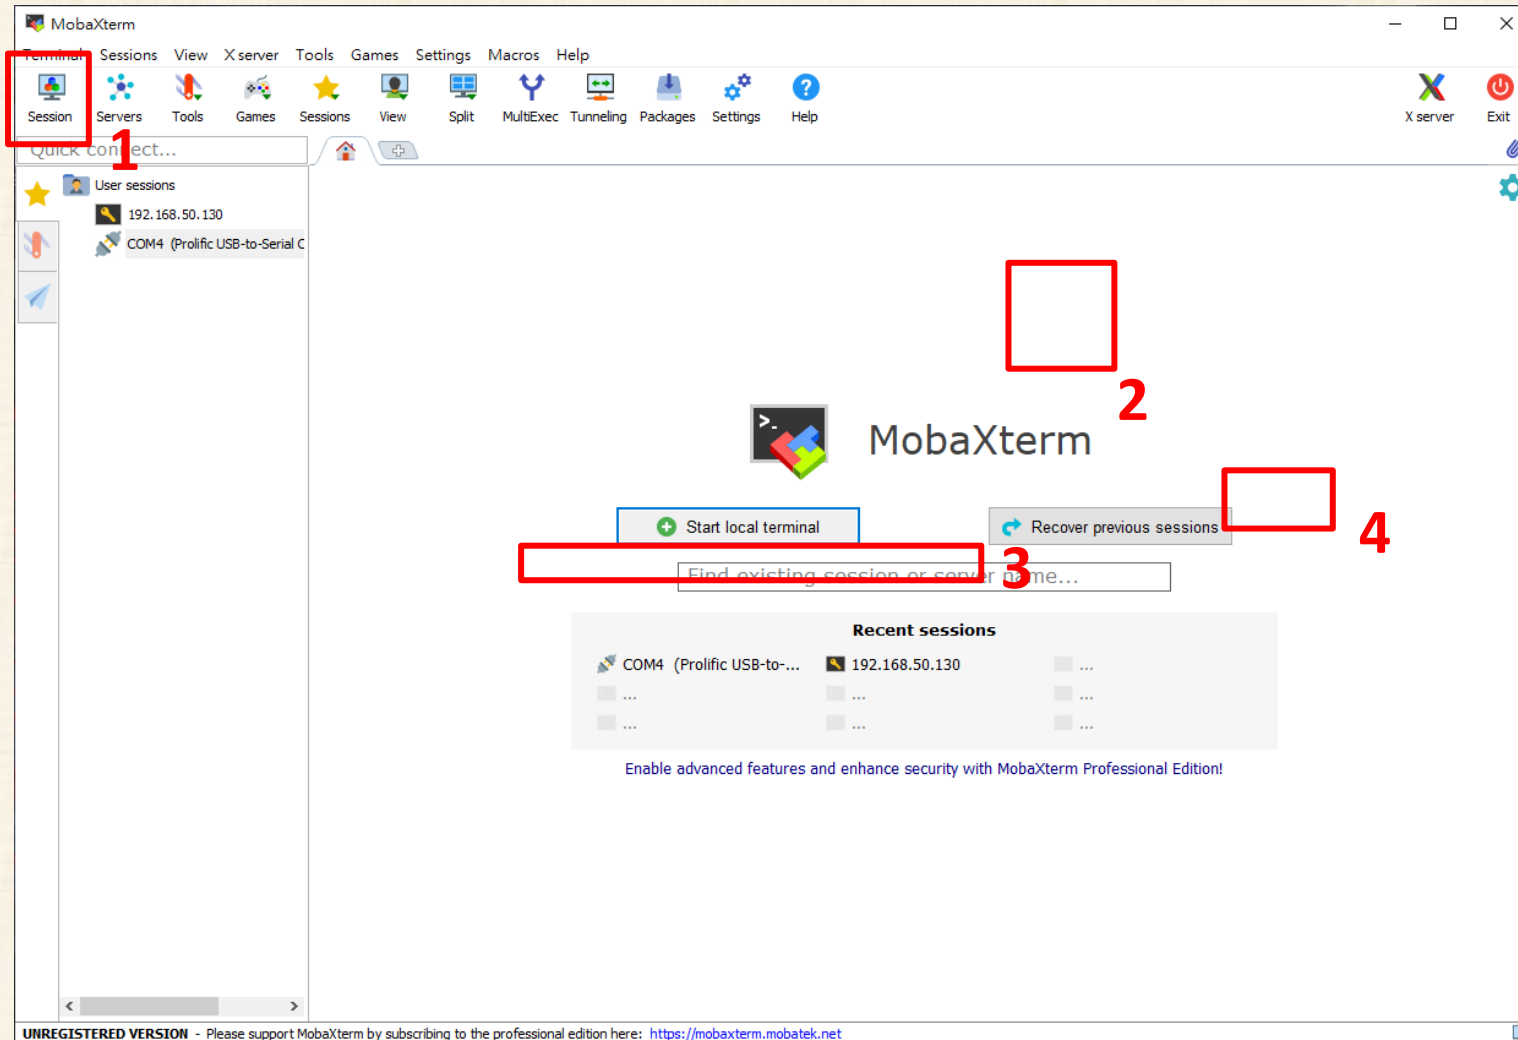 MobaXterm
Terminal Sessions View X server Tools Games Settings Macros Help
Session Servers Tools Games Sessions View Split MultiExec Tunneling Packages Settings Help X server Exit
1
Quick connect...
User sessions
192.168.50.130
COM4 (Prolific USB-to-Serial C
2
MobaXterm
Start local terminal
Recover previous sessions
4
3
Find existing session or server name...
Recent sessions
COM4 (Prolific USB-to-... 192.168.50.130 ...
... ... ...
... ... ...
Enable advanced features and enhance security with MobaXterm Professional Edition!
UNREGISTERED VERSION - Please support MobaXterm by subscribing to the professional edition here: https://mobaxterm.mobatek.net